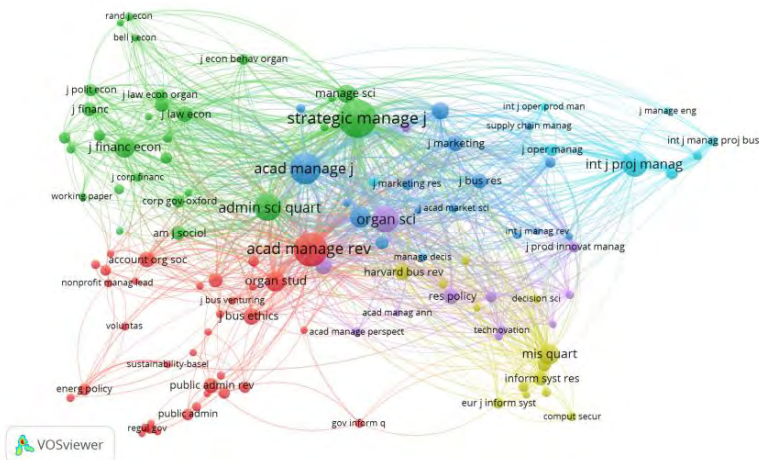 rand j econ
bell j econ
j econ behav organ
j polit econ
manage sci
j law econ organ
j financ
strategic manage j
j law econ
int j oper prod man
j manage eng
supply chain manag
j financ econ
j marketing
int j manag proj bus
j oper manag
acad manage j
int j proj manag
j corp financ
j marketing res
j bus res
working paper
corp gov-oxford
admin sci quart
j acad market sci
organ sci
am j sociol
int j manag rev
acad manage rev
j prod innovat manag
manage decis
account org soc
harvard bus rev
nonprofit manag lead
organ stud
res policy
decision sci
j bus venturing
acad manag ann
j bus ethics
voluntas
acad manage perspect
technovation
mis quart
sustainability-basel
inform syst res
energ policy
public admin rev
eur j inform syst
public admin
comput secur
regul gov
gov inform q
VOSviewer